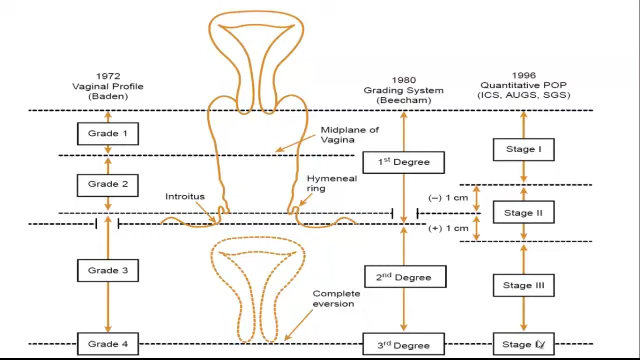 1972
Vaginal Profile
(Baden)
1980
Grading System
(Beecham)
1996
Quantitative POP
(ICS, AUGS, SGS)
Grade 1
Midplane of
Vagina
1st Degree
Stage I
Grade 2
Introitus
Hymeneal
ring
(–) 1 cm
Stage II
(+) 1 cm
Grade 3
2nd Degree
Stage III
Complete
eversion
Grade 4
3rd Degree
Stage IV